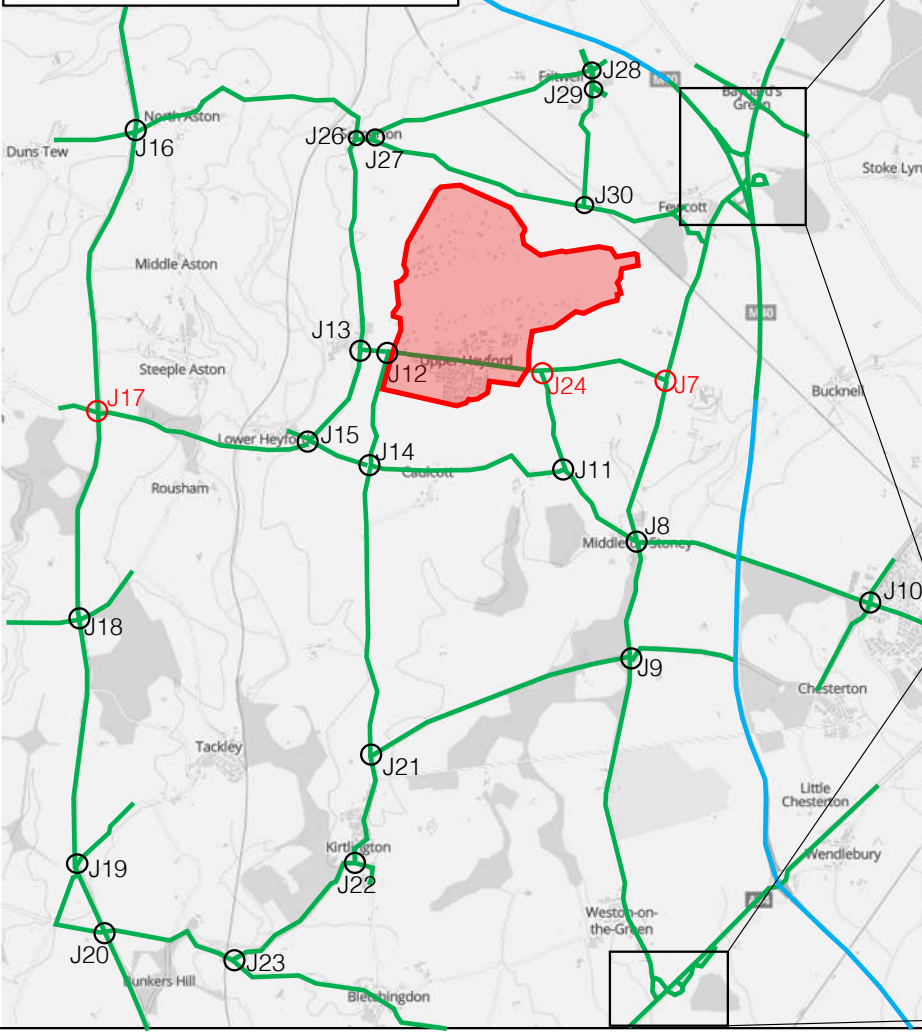 J28
Fritwell
J29
Baynard's
Green
North Aston
J26
J27
J16
Duns Tew
Stoke Lyn
J30
Fewcott
Middle Aston
M40
J13
Upper Heyford
J12
Steeple Aston
J24
J7
J17
Bucknell
Lower Heyford
J15
J14
Caulcott
J11
Rousham
J8
Middleton Stoney
J10
J18
J9
Chesterton
Tackley
J21
Little
Chesterton
Kirtlington
Wendlebury
J19
J22
Weston-on-
the-Green
J20
J23
Bunkers Hill
Bletchingdon